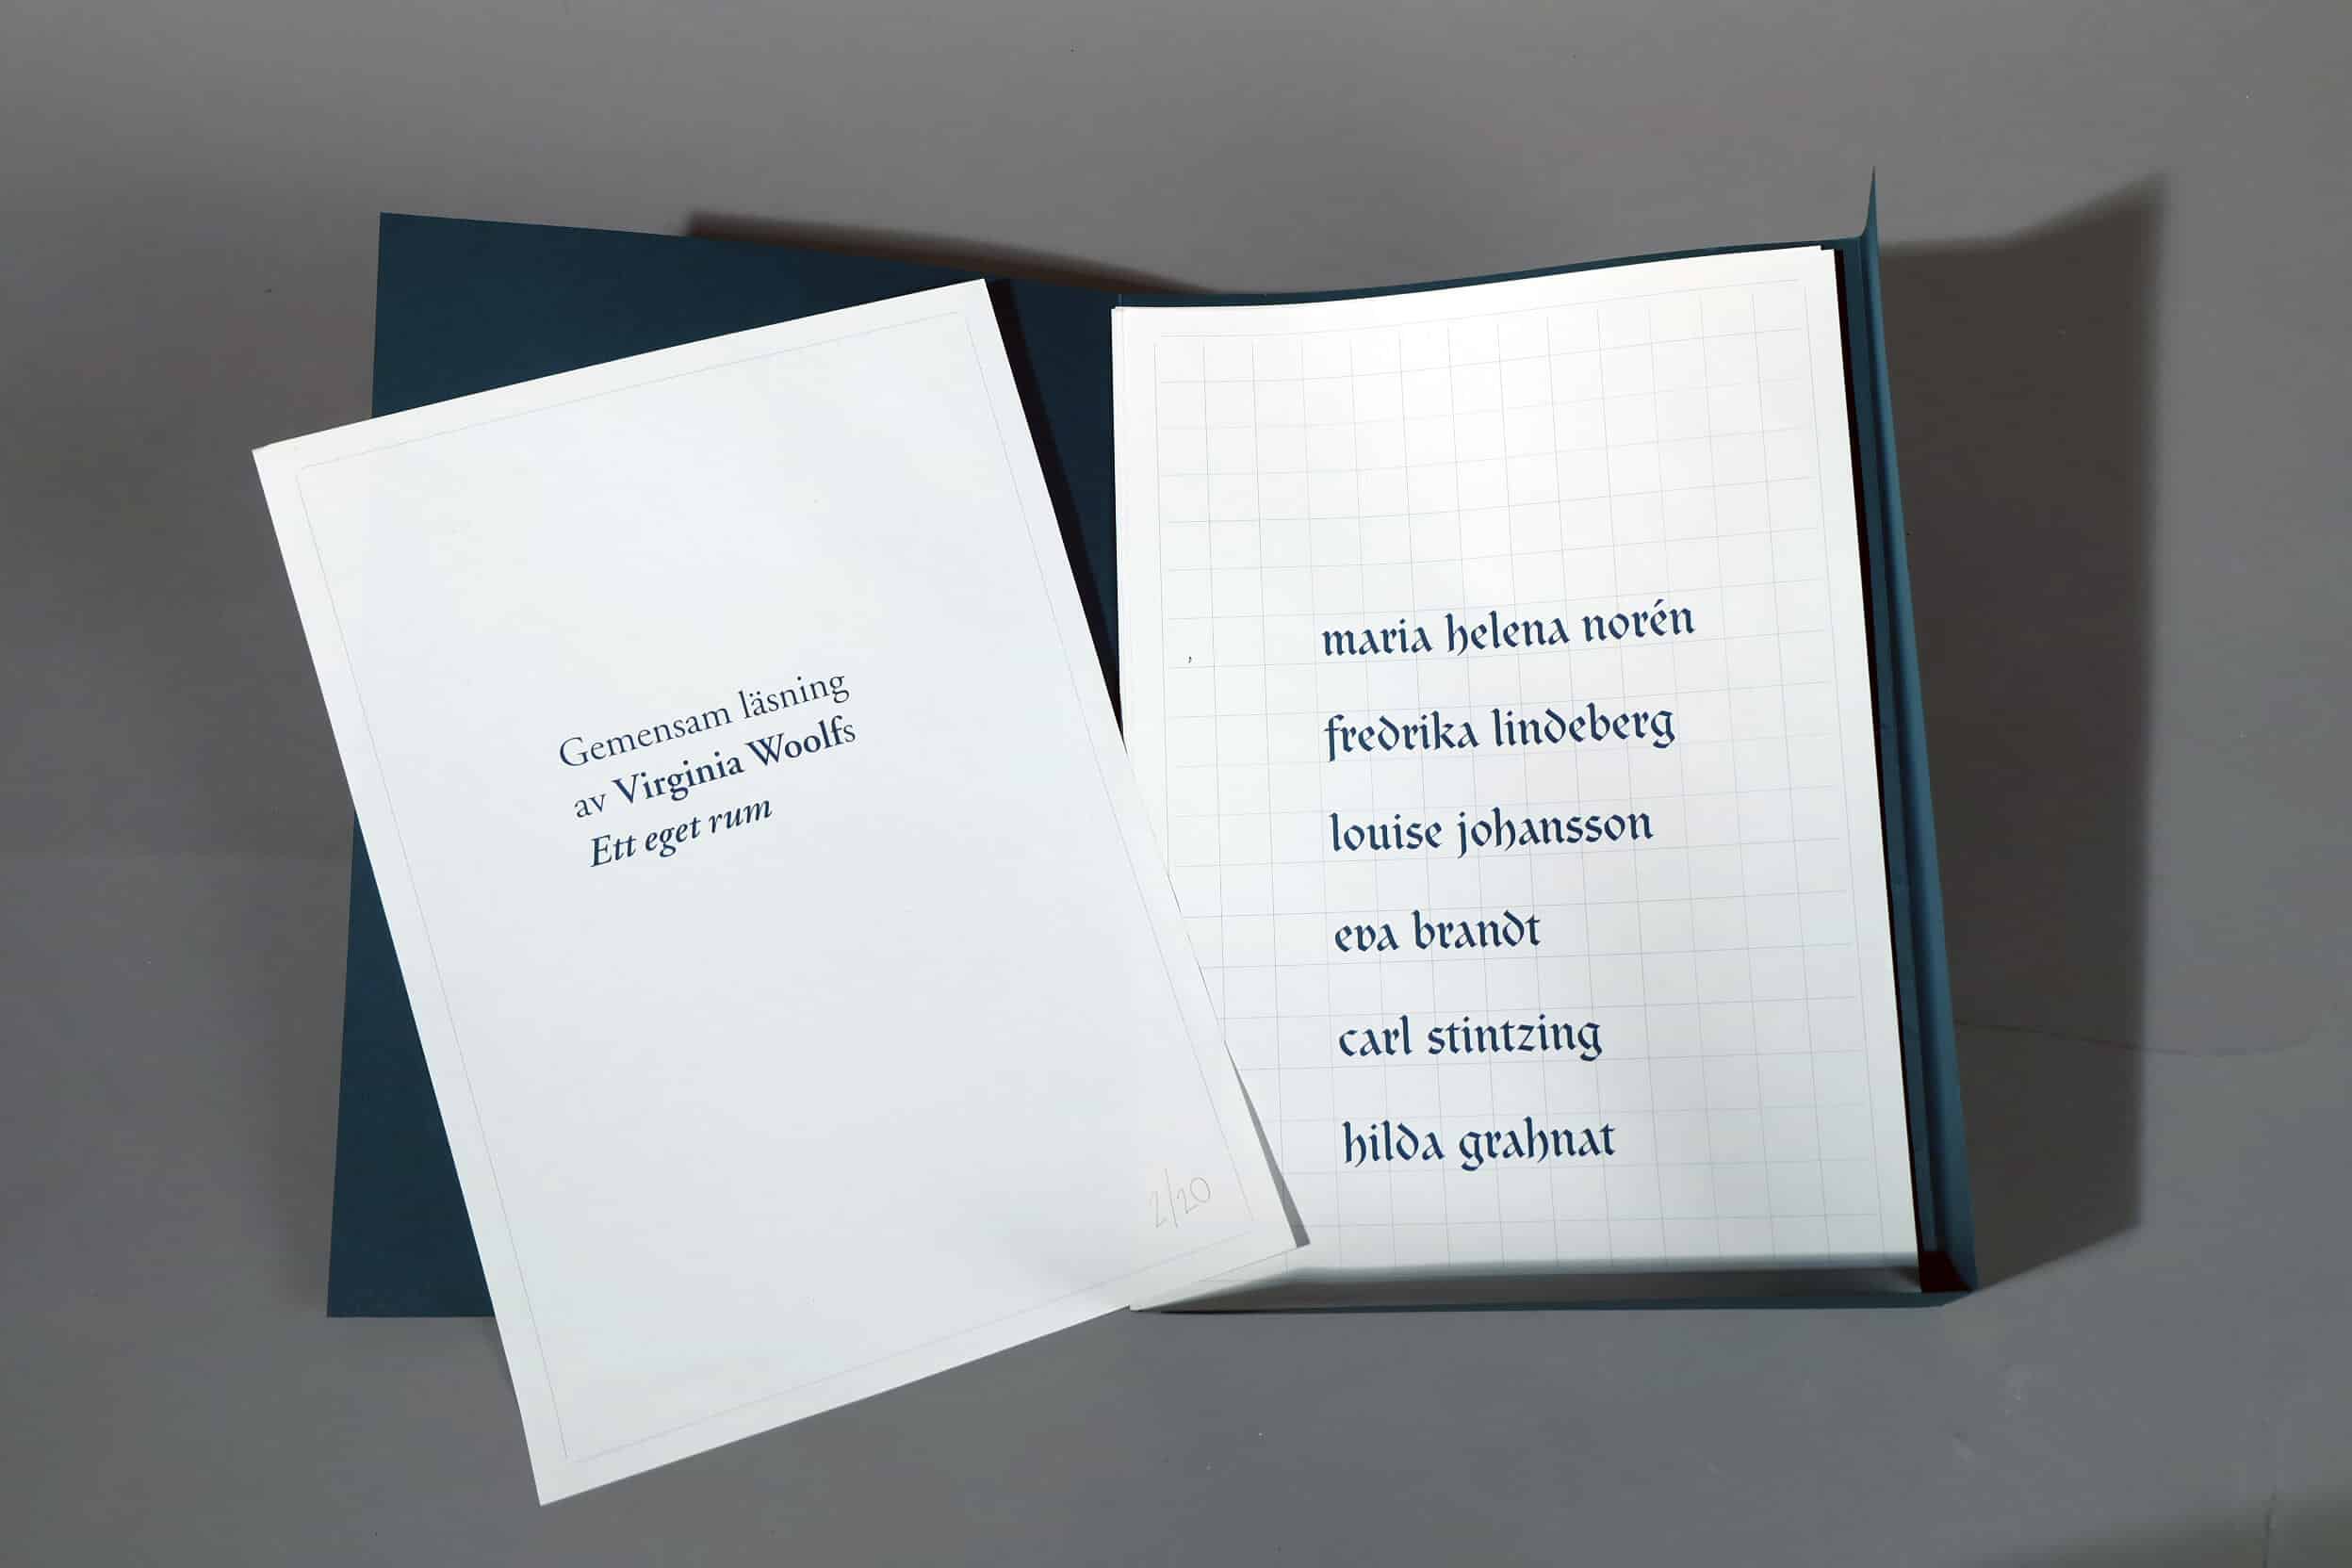 Gemensam läsning
av Virginia Woolfs
Ett eget rum
2/20
maria helena norén
fredrika lindeberg
louise johansson
eva brandt
carl stintzing
hilda grahnat